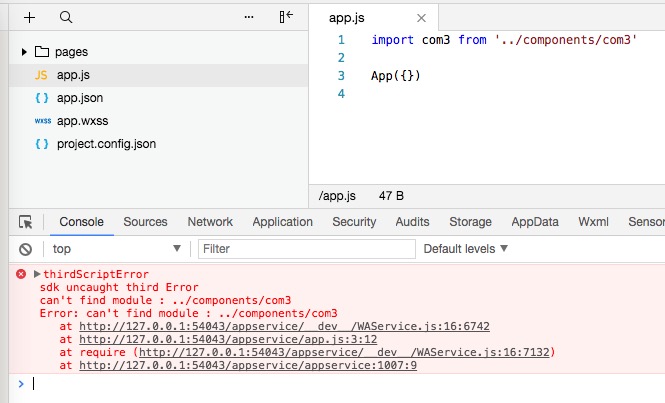 app.js
pages
JS app.js
{ } app.json
wxss app.wxss
{ } project.config.json
1 import com3 from '../components/com3'
2
3 App({})
4
/app.js 47 B
Console Sources Network Application Security Audits Storage AppData Wxml Sensor
top Filter Default levels
thirdScriptError
sdk uncaught third Error
can't find module : ../components/com3
Error: can't find module : ../components/com3
at http://127.0.0.1:54043/appservice/__dev__/WAService.js:16:6742
at http://127.0.0.1:54043/appservice/app.js:3:12
at require (http://127.0.0.1:54043/appservice/__dev__/WAService.js:16:7132)
at http://127.0.0.1:54043/appservice/appservice:1007:9